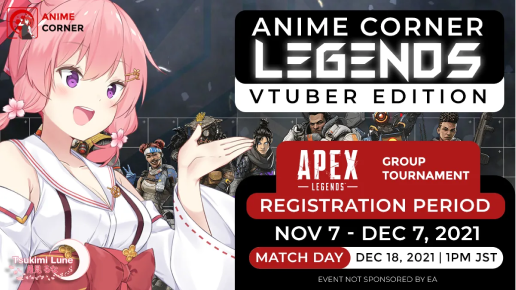 ANIME
CORNER
ANIME CORNER
LEGENDS
VTUBER EDITION
APEX
LEGENDS
GROUP
TOURNAMENT
REGISTRATION PERIOD
NOV 7 - DEC 7, 2021
MATCH DAY DEC 18, 2021 | 1PM JST
EVENT NOT SPONSORED BY EA
Tsukimi Lune